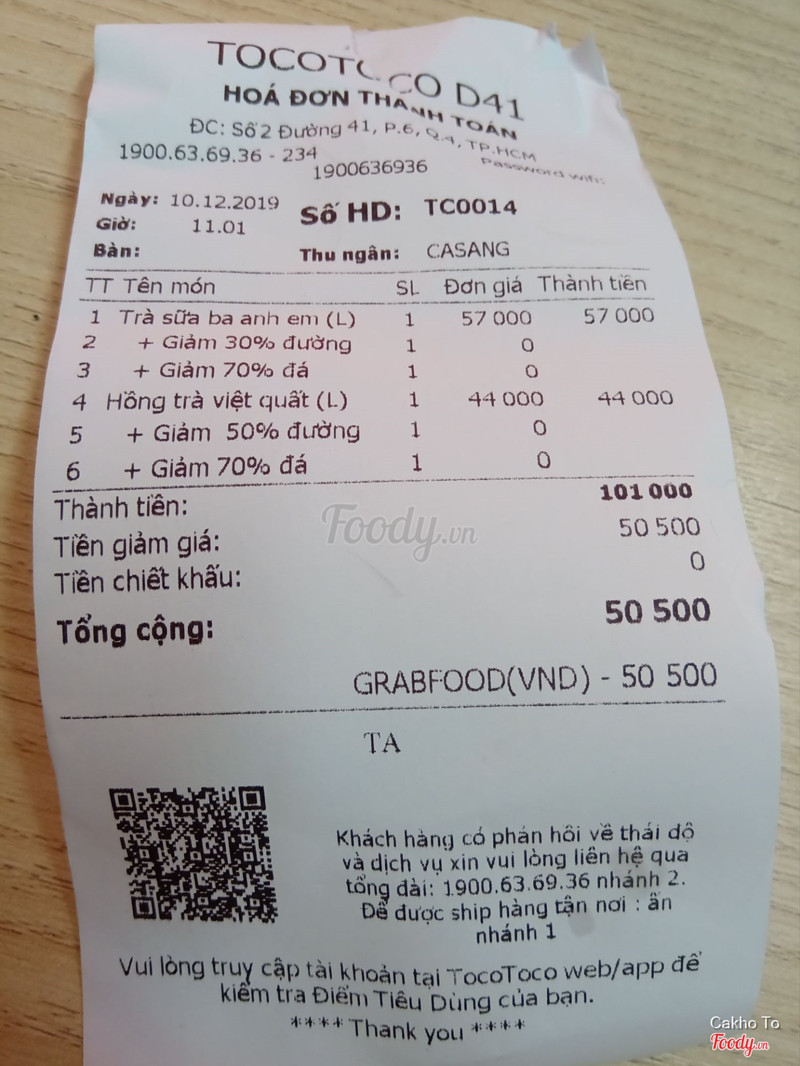 TOCOTOCO D41
HOÁ ĐƠN THANH TOÁN
ĐC: Số 2 Đường 41, P.6, Q.4, TP.HCM
1900.63.69.36 - 234
Password wifi:
1900636936
Ngày: 10.12.2019 Số HD: TC0014
Giờ: 11.01
Bàn: Thu ngân: CASANG
TT Tên món SL Đơn giá Thành tiền
1 Trà sữa ba anh em (L) 1 57 000 57 000
2 + Giảm 30% đường 1 0
3 + Giảm 70% đá 1 0
4 Hồng trà việt quất (L) 1 44 000 44 000
5 + Giảm 50% đường 1 0
6 + Giảm 70% đá 1 0
Thành tiền: 101 000
Tiền giảm giá: 50 500
Tiền chiết khấu: 0
Tổng cộng: 50 500
GRABFOOD(VND) - 50 500
TA
Khách hàng có phản hồi về thái độ
và dịch vụ xin vui lòng liên hệ qua
tổng đài: 1900.63.69.36 nhánh 2.
Để được ship hàng tận nơi : ấn
nhánh 1
Vui lòng truy cập tài khoản tại TocoToco web/app để
kiểm tra Điểm Tiêu Dùng của bạn.
**** Thank you ****
Foody.vn
Cakho To
Foody.vn